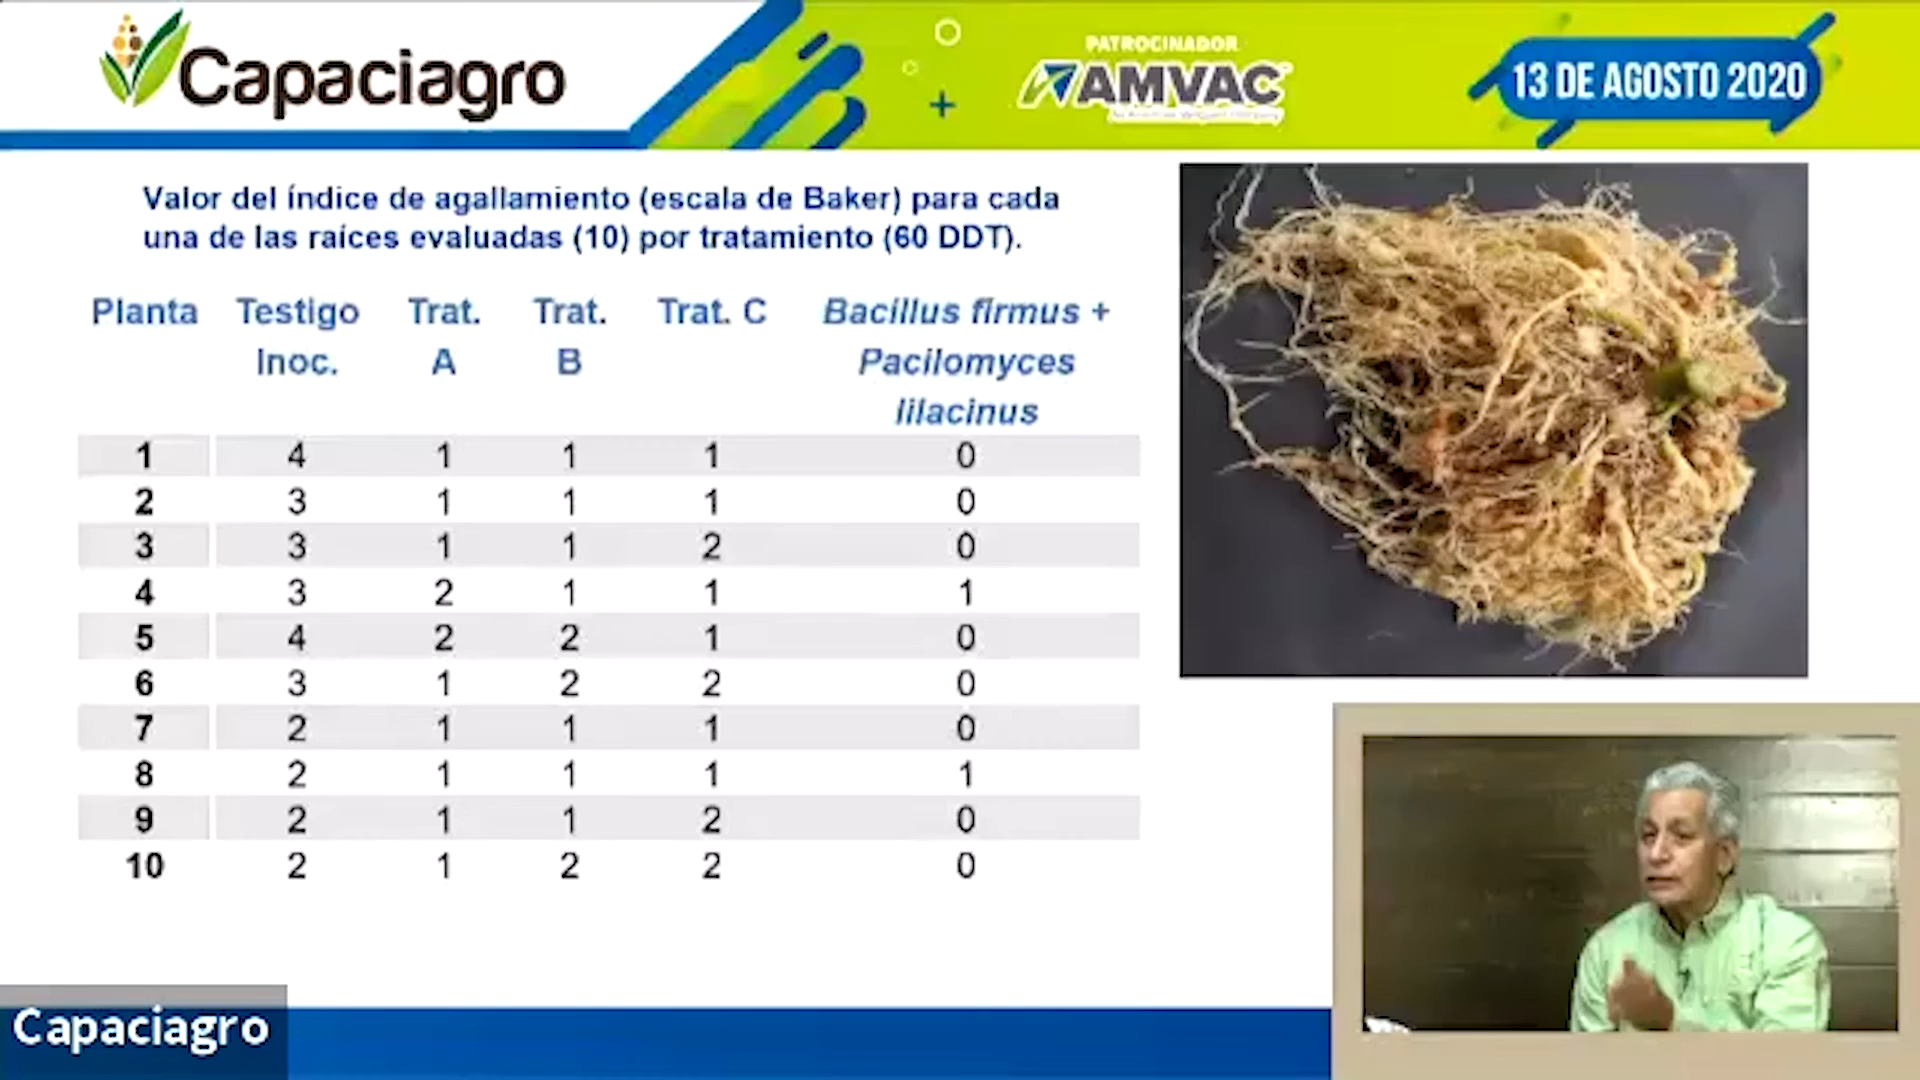 Capaciagro
PATROCINADOR
AMVAC
13 DE AGOSTO 2020
Valor del índice de agallamiento (escala de Baker) para cada
una de las raíces evaluadas (10) por tratamiento (60 DDT).
Planta Testigo Inoc. Trat. A Trat. B Trat. C Bacillus firmus + Pacilomyces lilacinus
1 4 1 1 1 0
2 3 1 1 1 0
3 3 1 1 2 0
4 3 2 1 1 1
5 4 2 2 1 0
6 3 1 2 2 0
7 2 1 1 1 0
8 2 1 1 1 1
9 2 1 1 2 0
10 2 1 2 2 0
Capaciagro